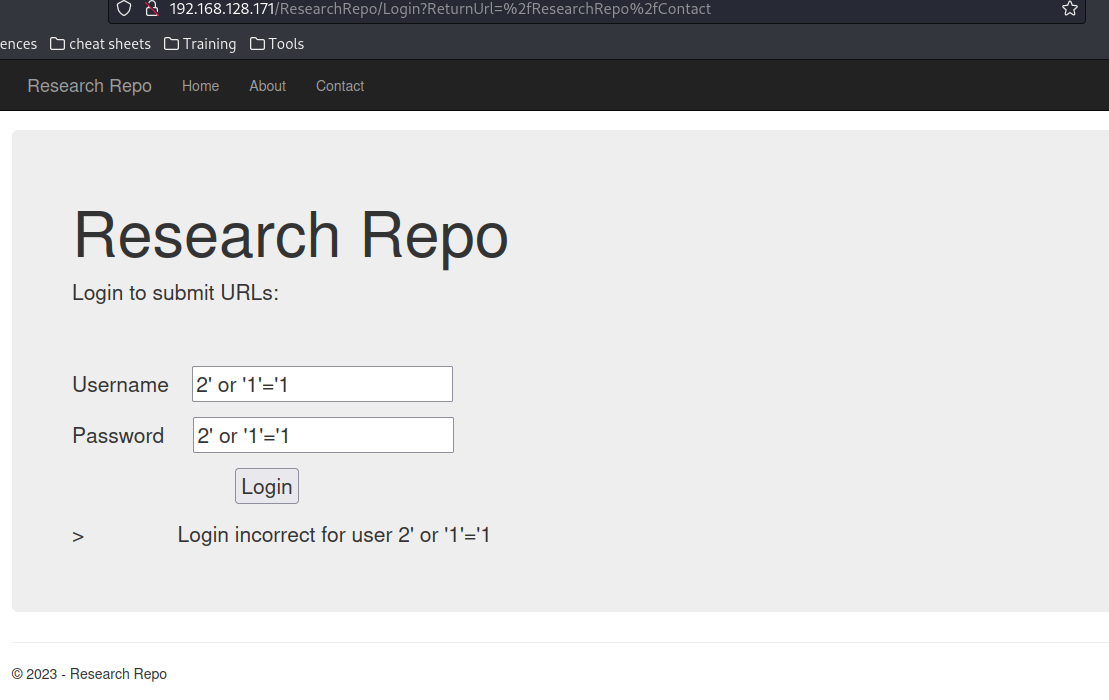 192.168.128.171/ResearchRepo/Login?ReturnUrl=%2fResearchRepo%2fContact
ences cheat sheets Training Tools
Research Repo Home About Contact
Research Repo
Login to submit URLs:
Username 2' or '1'='1
Password 2' or '1'='1
Login
> Login incorrect for user 2' or '1'='1
© 2023 - Research Repo